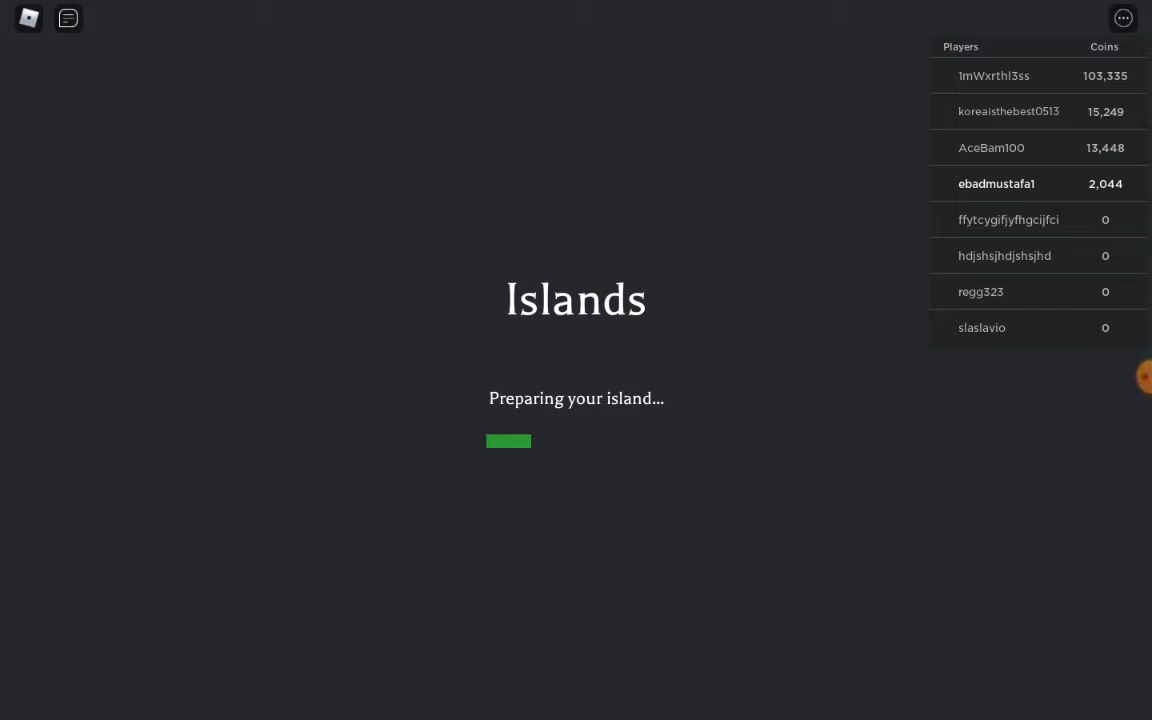 Players Coins
1mWxrthl3ss 103,335
koreaisthebest0513 15,249
AceBam100 13,448
ebadmustafa1 2,044
ffytcygifjyfhgcijfci 0
hdjshsjhdjshsjhd 0
regg323 0
slaslavio 0
Islands
Preparing your island...